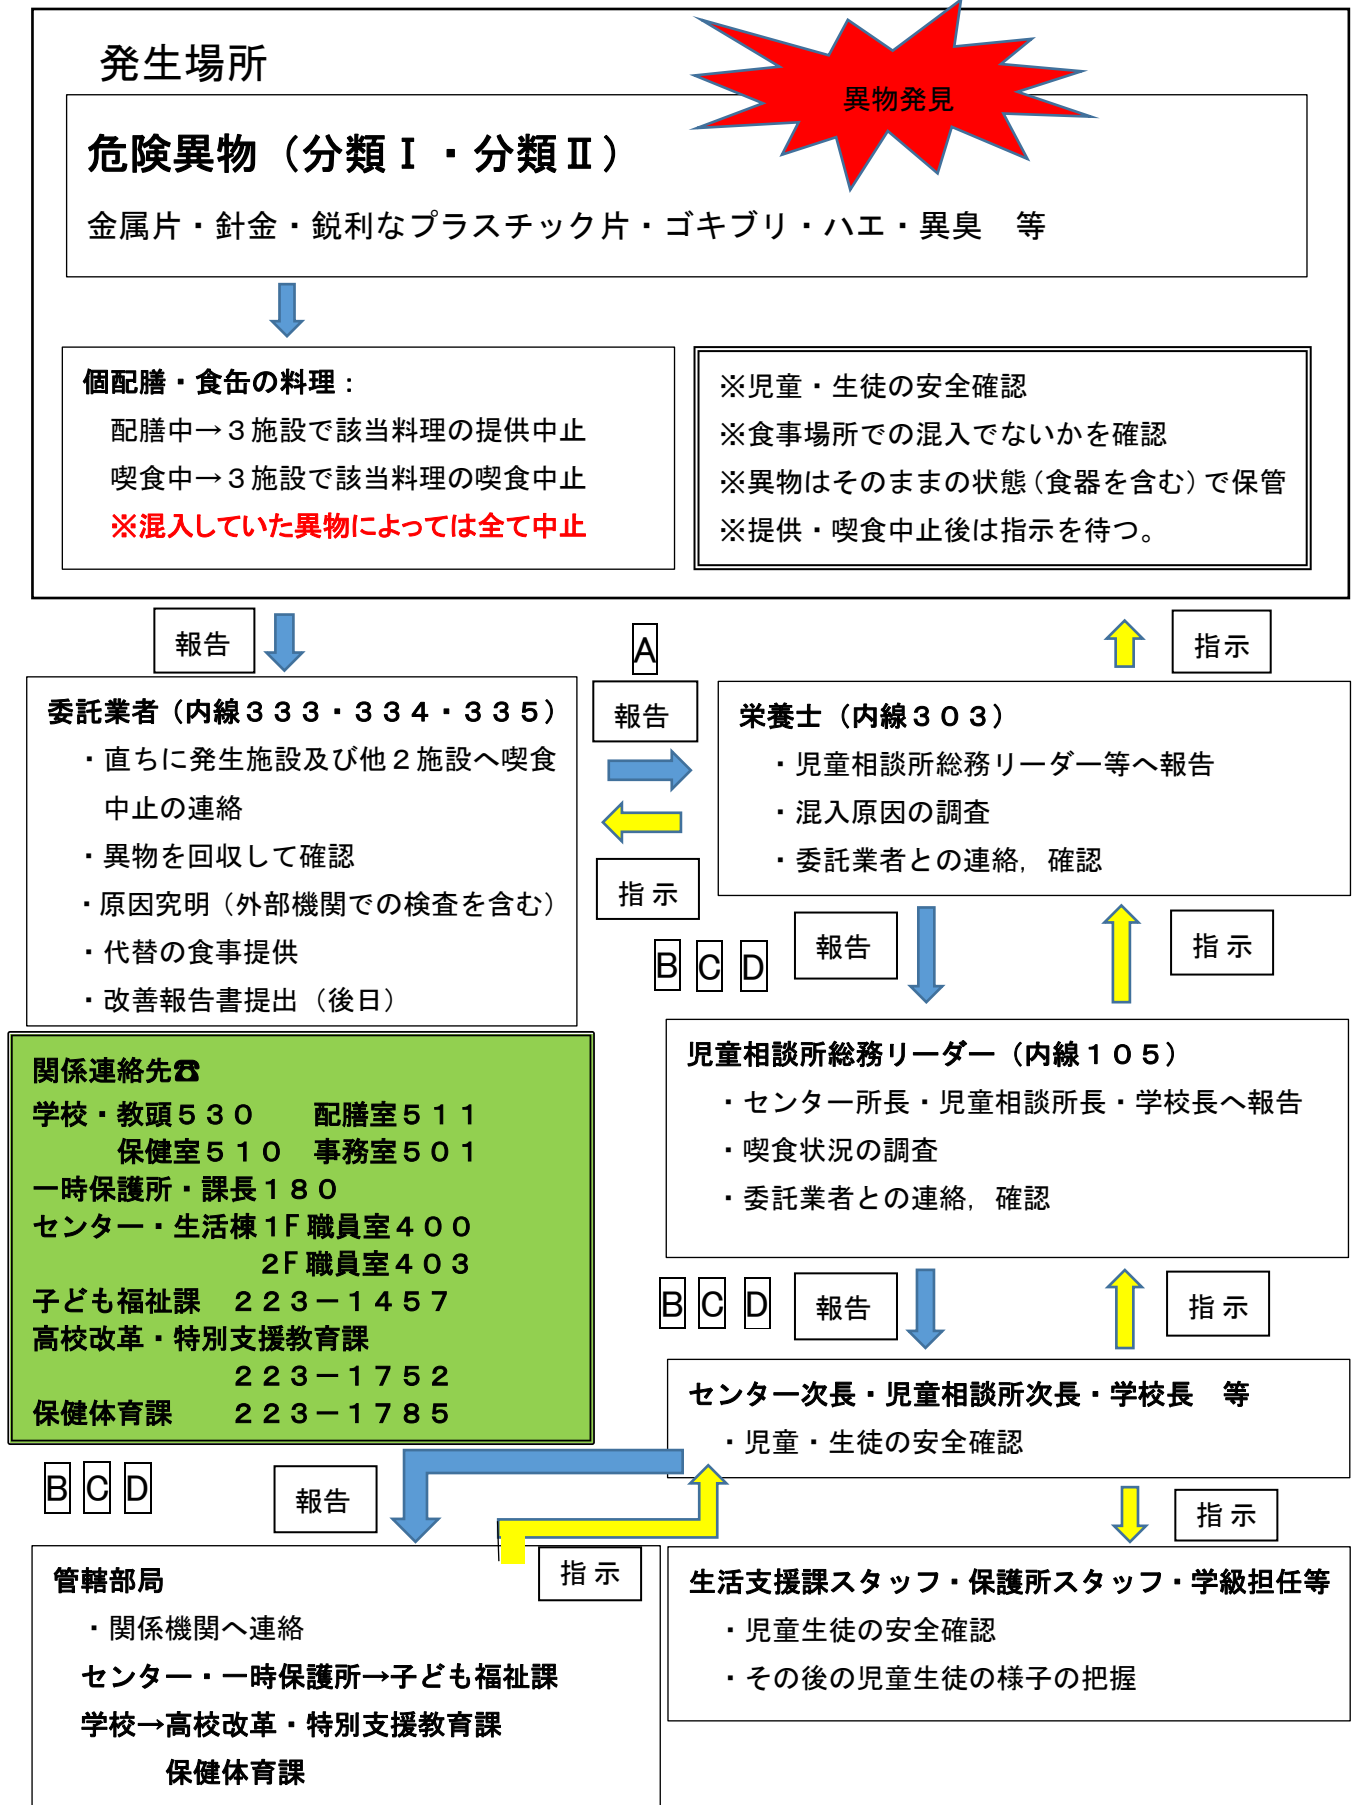 発生場所
異物発見
危険異物（分類Ⅰ・分類Ⅱ）
金属片・針金・鋭利なプラスチック片・ゴキブリ・ハエ・異臭　等
個配膳・食缶の料理：
配膳中→３施設で該当料理の提供中止
喫食中→３施設で該当料理の喫食中止
※混入していた異物によっては全て中止
※児童・生徒の安全確認
※食事場所での混入でないかを確認
※異物はそのままの状態（食器を含む）で保管
※提供・喫食中止後は指示を待つ。
報告
A
指示
委託業者（内線３３３・３３４・３３５）
・直ちに発生施設及び他２施設へ喫食
中止の連絡
・異物を回収して確認
・原因究明（外部機関での検査を含む）
・代替の食事提供
・改善報告書提出（後日）
報告
指示
栄養士（内線３０３）
・児童相談所総務リーダー等へ報告
・混入原因の調査
・委託業者との連絡，確認
B C D
報告
指示
関係連絡先☎
学校・教頭５３０　　配膳室５１１
保健室５１０　事務室５０１
一時保護所・課長１８０
センター・生活棟１F 職員室４００
２F 職員室４０３
子ども福祉課　２２３－１４５７
高校改革・特別支援教育課
２２３－１７５２
保健体育課　　２２３－１７８５
児童相談所総務リーダー（内線１０５）
・センター所長・児童相談所長・学校長へ報告
・喫食状況の調査
・委託業者との連絡，確認
B C D
報告
指示
センター次長・児童相談所次長・学校長　等
・児童・生徒の安全確認
B C D
報告
指示
指示
管轄部局
・関係機関へ連絡
センター・一時保護所→子ども福祉課
学校→高校改革・特別支援教育課
保健体育課
生活支援課スタッフ・保護所スタッフ・学級担任等
・児童生徒の安全確認
・その後の児童生徒の様子の把握